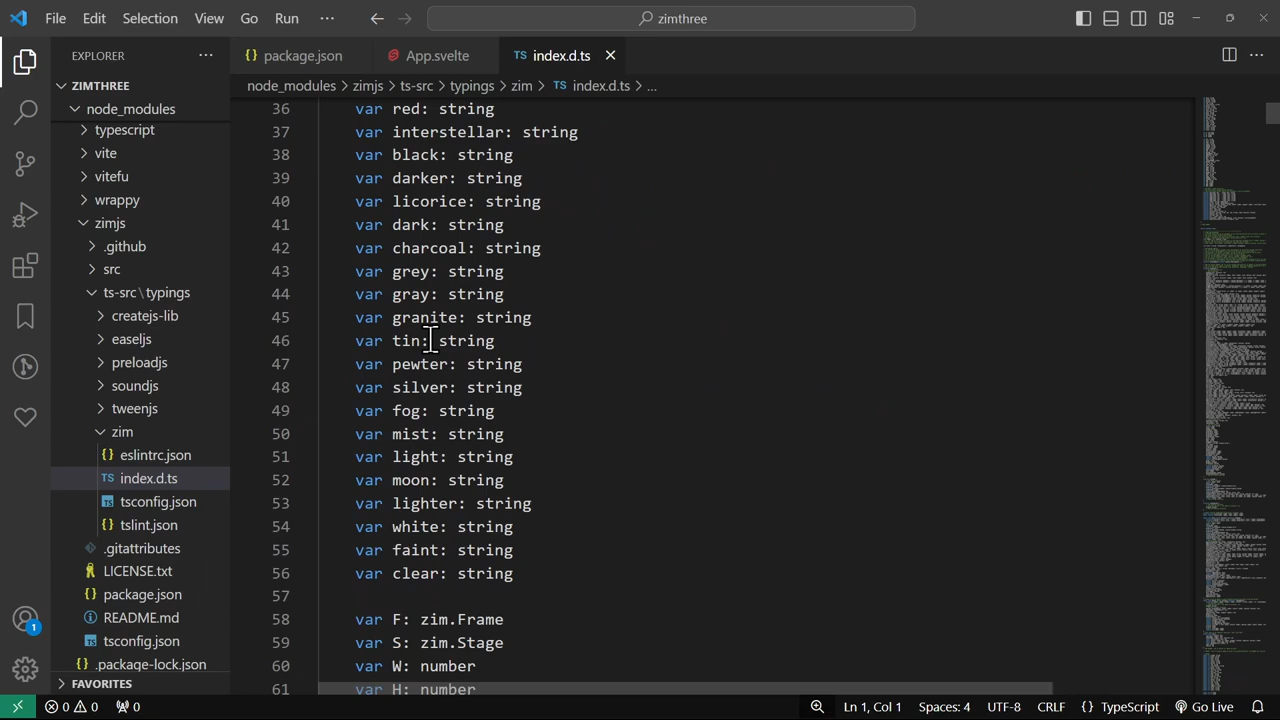 File Edit Selection View Go Run ··· zimthree
EXPLORER ···
package.json App.svelte TS index.d.ts
node_modules > zimjs > ts-src > typings > zim > TS index.d.ts > ...
ZIMTHREE
node_modules
typescript
vite
vitefu
wrappy
zimjs
.github
src
ts-src\typings
createjs-lib
easeljs
preloadjs
soundjs
tweenjs
zim
{} eslintrc.json
TS index.d.ts
TS tsconfig.json
TS tslint.json
.gitattributes
LICENSE.txt
{} package.json
README.md
TS tsconfig.json
{} .package-lock.json
FAVORITES
36 var red: string
37 var interstellar: string
38 var black: string
39 var darker: string
40 var licorice: string
41 var dark: string
42 var charcoal: string
43 var grey: string
44 var gray: string
45 var granite: string
46 var tin: string
47 var pewter: string
48 var silver: string
49 var fog: string
50 var mist: string
51 var light: string
52 var moon: string
53 var lighter: string
54 var white: string
55 var faint: string
56 var clear: string
57
58 var F: zim.Frame
59 var S: zim.Stage
60 var W: number
61 var H: number
1
0 0 0 Ln 1, Col 1 Spaces: 4 UTF-8 CRLF {} TypeScript Go Live